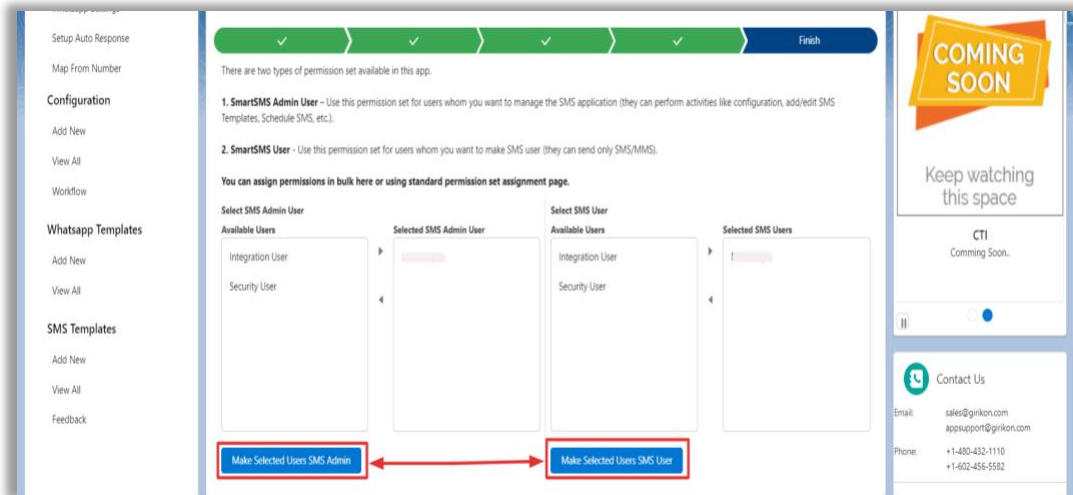 Whatsapp Settings
Setup Auto Response
Map From Number
Configuration
Add New
View All
Workflow
Whatsapp Templates
Add New
View All
SMS Templates
Add New
View All
Feedback
Finish
There are two types of permission set available in this app.
1. SmartSMS Admin User – Use this permission set for users whom you want to manage the SMS application (they can perform activities like configuration, add/edit SMS
Templates, Schedule SMS, etc.).
2. SmartSMS User - Use this permission set for users whom you want to make SMS user (they can send only SMS/MMS).
You can assign permissions in bulk here or using standard permission set assignment page.
Select SMS Admin User
Available Users
Selected SMS Admin User
Integration User
Security User
Select SMS User
Available Users
Selected SMS Users
Integration User
Security User
Make Selected Users SMS Admin
Make Selected Users SMS User
COMING
SOON
Keep watching
this space
CTI
Comming Soon..
Contact Us
Email: sales@girikon.com
appsupport@girikon.com
Phone: +1-480-432-1110
+1-602-456-5582